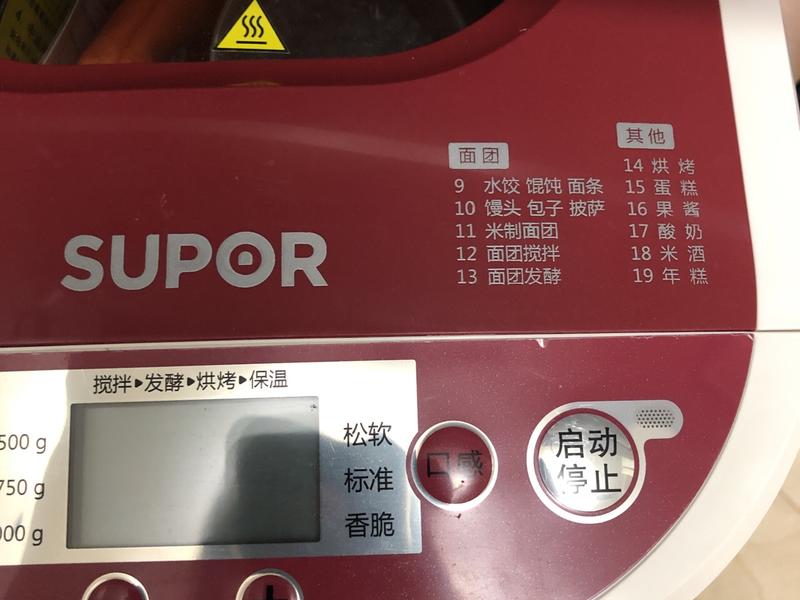 SUPOR
面团
9 水饺 馄饨 面条
10 馒头 包子 披萨
11 米制面团
12 面团搅拌
13 面团发酵
其他
14 烘烤
15 蛋糕
16 果酱
17 酸奶
18 米酒
19 年糕
搅拌▸发酵▸烘烤▸保温
500 g
750 g
000 g
松软
标准
香脆
口感
启动
停止